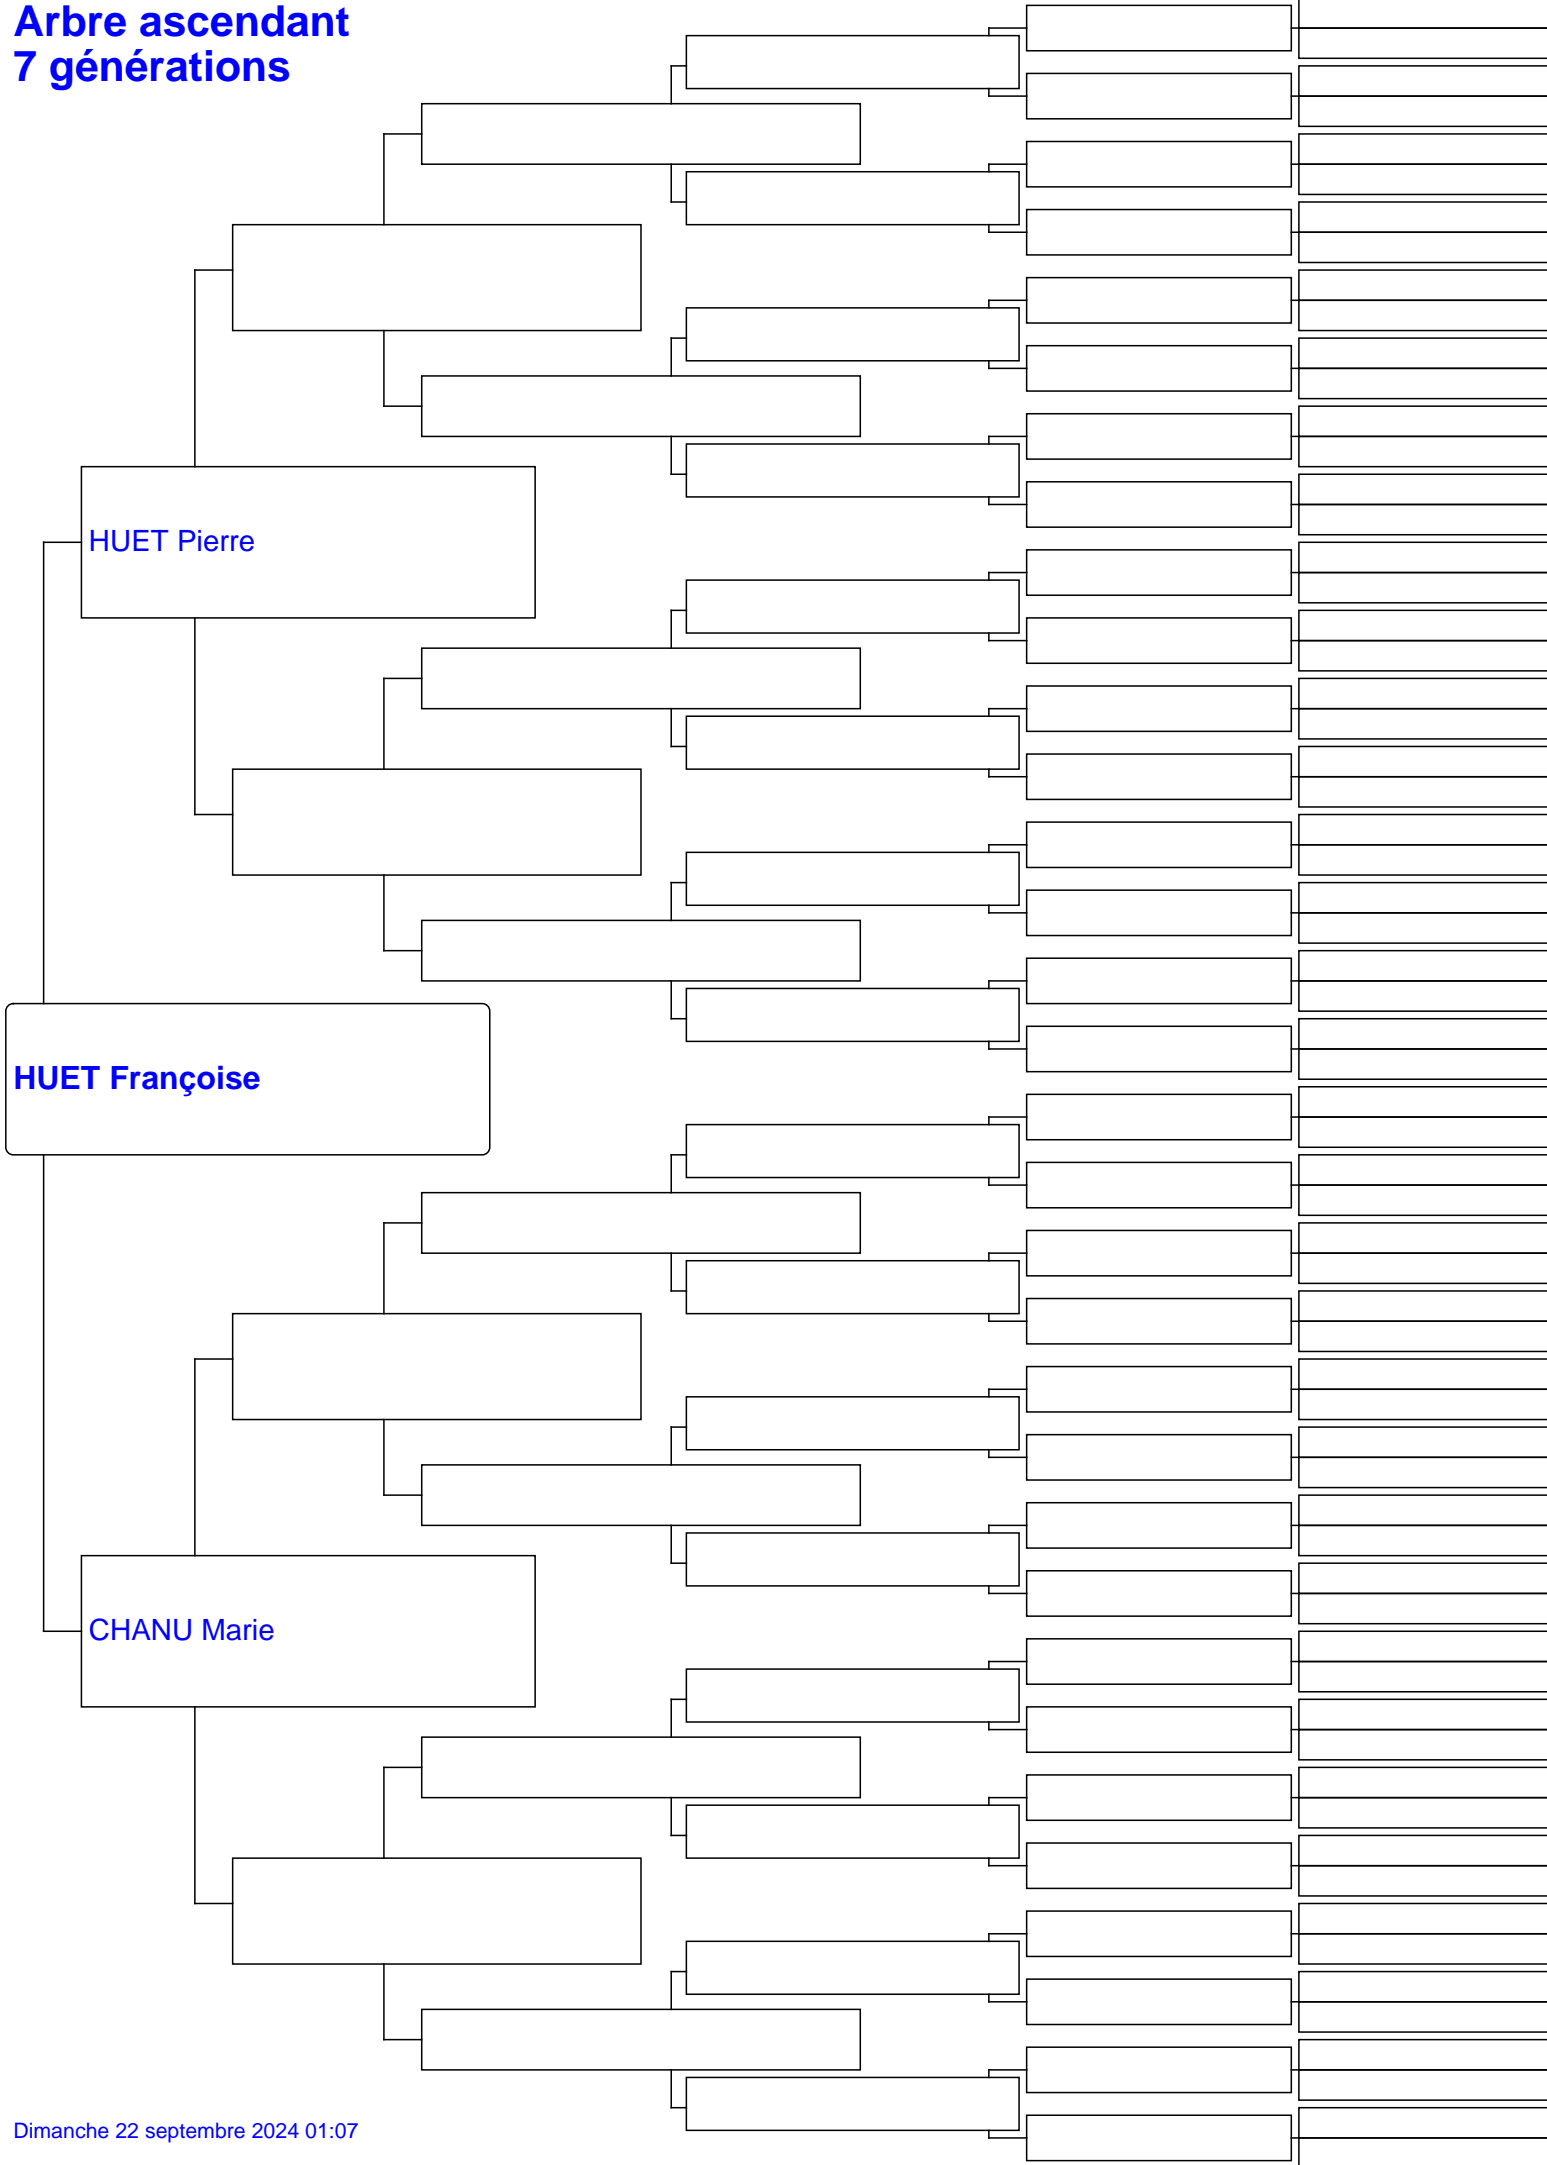 Arbre ascendant
7 générations
HUET Pierre
HUET Françoise
CHANU Marie
Dimanche 22 septembre 2024 01:07